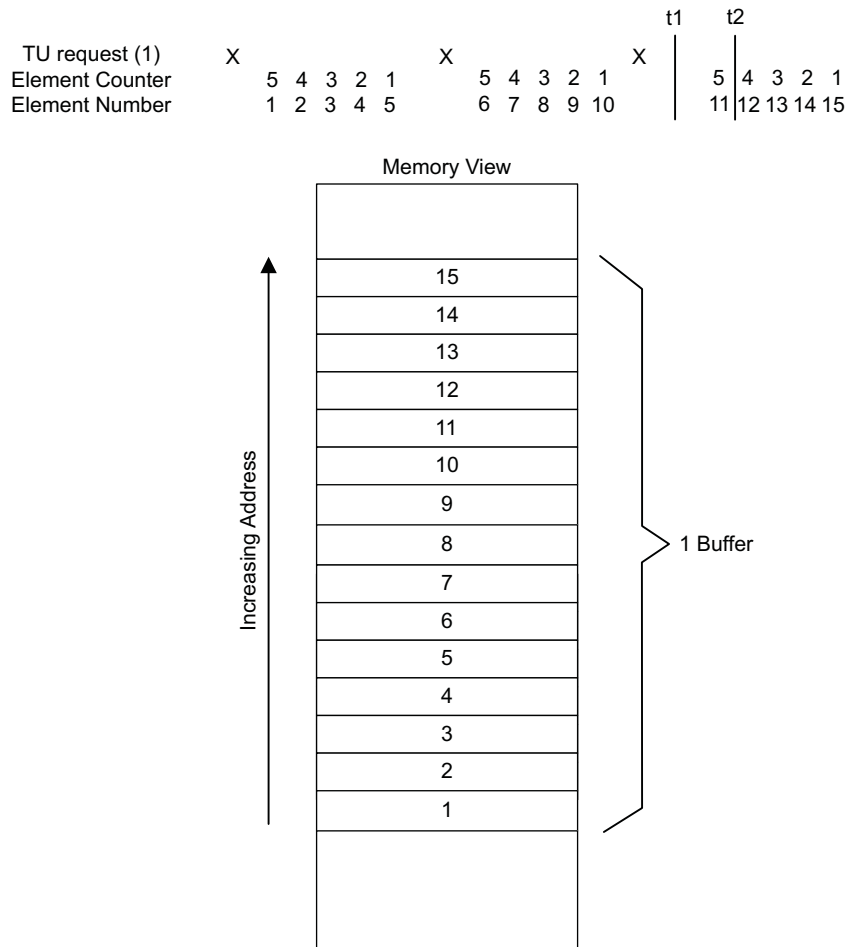 t1 t2
TU request (1) X X X
Element Counter 5 4 3 2 1 5 4 3 2 1 5 4 3 2 1
Element Number 1 2 3 4 5 6 7 8 9 10 11 12 13 14 15
Memory View
15
14
13
12
11
10
9
8
7
6
5
4
3
2
1
Increasing Address
1 Buffer